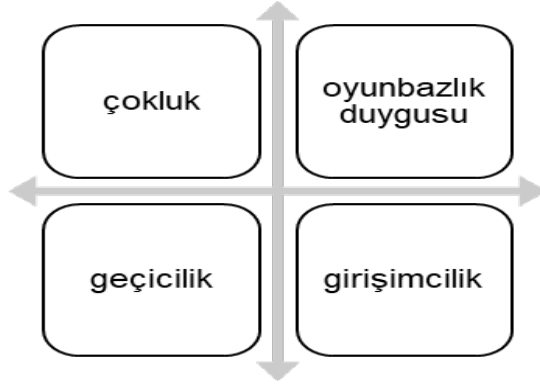 çokluk
oyunbazlık
duygusu
geçicilik
girişimcilik